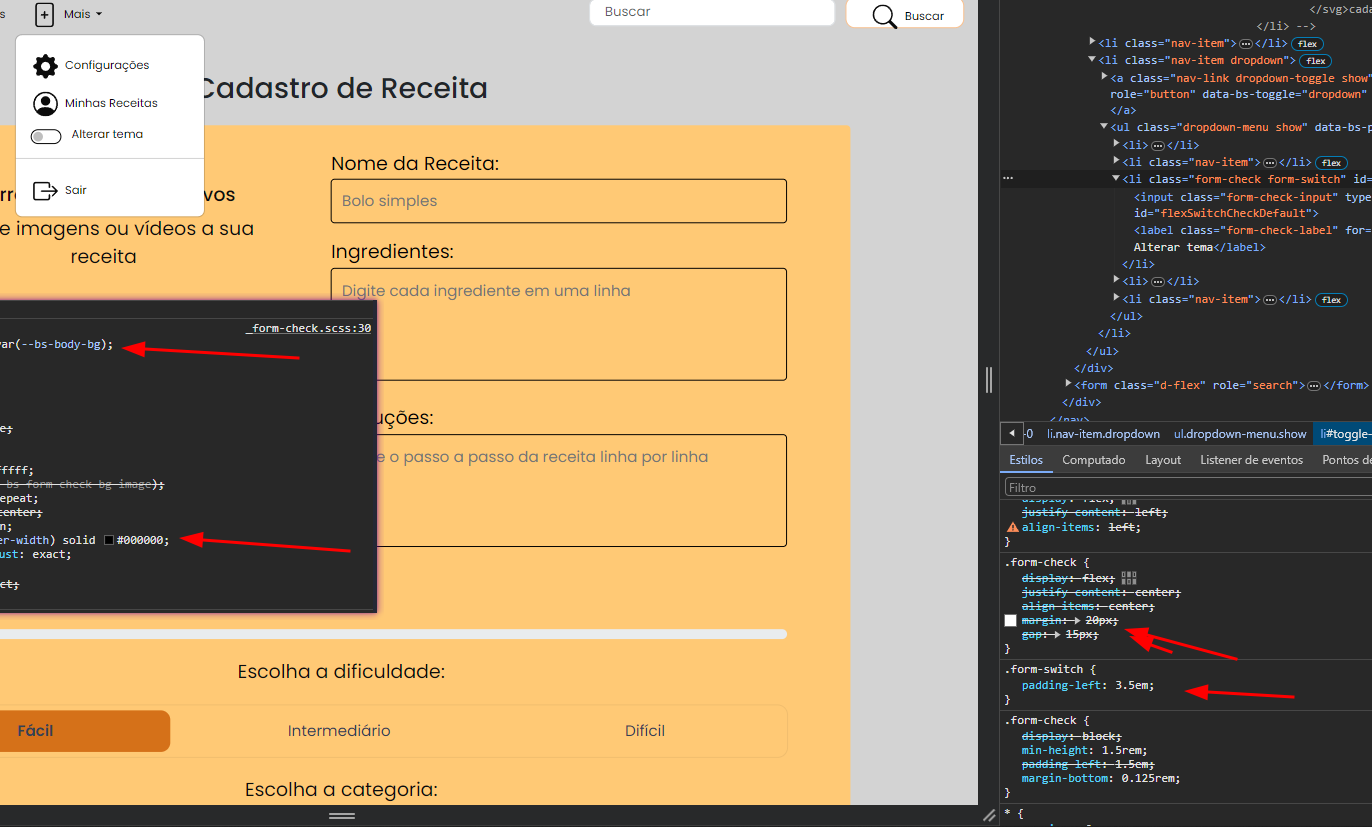 s
Mais
Buscar
Buscar
Configurações
Minhas Receitas
Alterar tema
Sair
Cadastro de Receita
Nome da Receita:
Bolo simples
vos
e imagens ou vídeos a sua
receita
Ingredientes:
Digite cada ingrediente em uma linha
_form-check.scss:30
var(--bs-body-bg);
e;
fffff;
bs-form-check-bg-image);
epeat;
center;
n;
er-width) solid #000000;
ust: exact;
ct;
uções:
e o passo a passo da receita linha por linha
Escolha a dificuldade:
Fácil
Intermediário
Difícil
Escolha a categoria:
</svg>cada
</li> -->
<li class="nav-item"> ⋯ </li> flex
<li class="nav-item dropdown"> flex
<a class="nav-link dropdown-toggle show"
role="button" data-bs-toggle="dropdown"
</a>
<ul class="dropdown-menu show" data-bs-p
<li> ⋯ </li>
<li class="nav-item"> ⋯ </li> flex
<li class="form-check form-switch" id=
<input class="form-check-input" type
id="flexSwitchCheckDefault">
<label class="form-check-label" for=
Alterar tema</label>
</li>
<li> ⋯ </li>
<li class="nav-item"> ⋯ </li> flex
</ul>
</li>
</ul>
</div>
<form class="d-flex" role="search"> ⋯ </form>
</div>
</nav>
-0 li.nav-item.dropdown ul.dropdown-menu.show li#toggle-
Estilos Computado Layout Listener de eventos Pontos de
Filtro
display: flex;
justify-content: left;
align-items: left;
}
.form-check {
display: flex;
justify-content: center;
align-items: center;
margin: 20px;
gap: 15px;
}
.form-switch {
padding-left: 3.5em;
}
.form-check {
display: block;
min-height: 1.5rem;
padding-left: 1.5em;
margin-bottom: 0.125rem;
}
* {